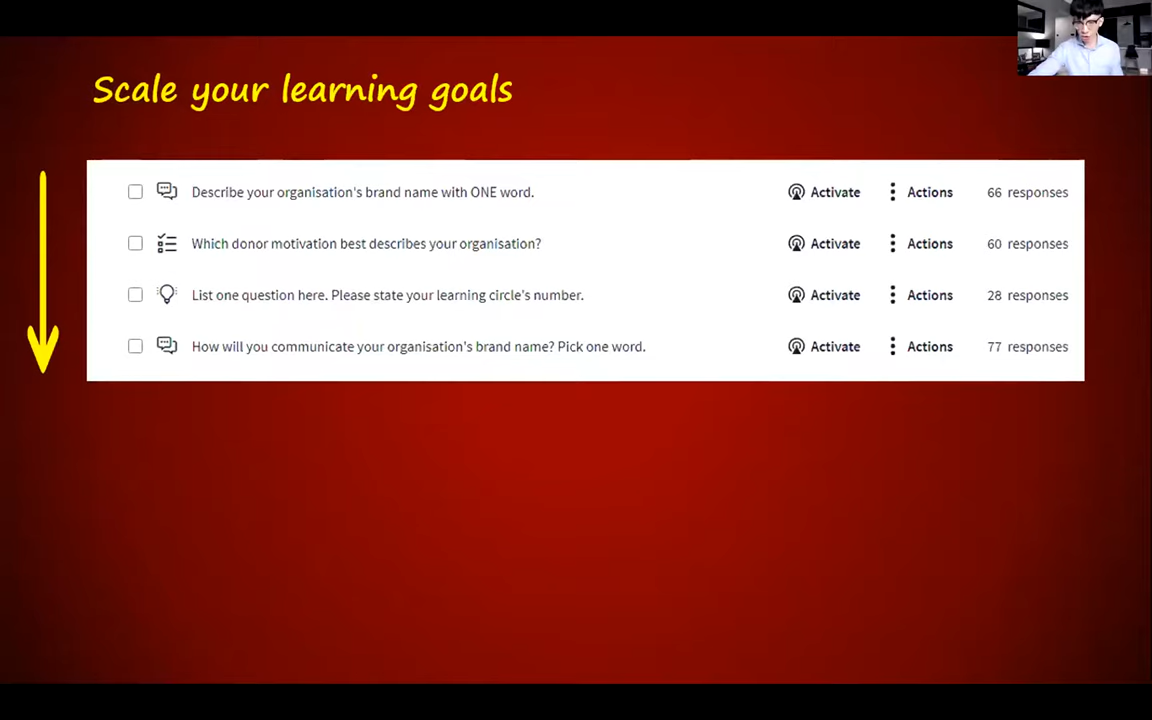 Scale your learning goals
Describe your organisation's brand name with ONE word. Activate Actions 66 responses
Which donor motivation best describes your organisation? Activate Actions 60 responses
List one question here. Please state your learning circle's number. Activate Actions 28 responses
How will you communicate your organisation's brand name? Pick one word. Activate Actions 77 responses